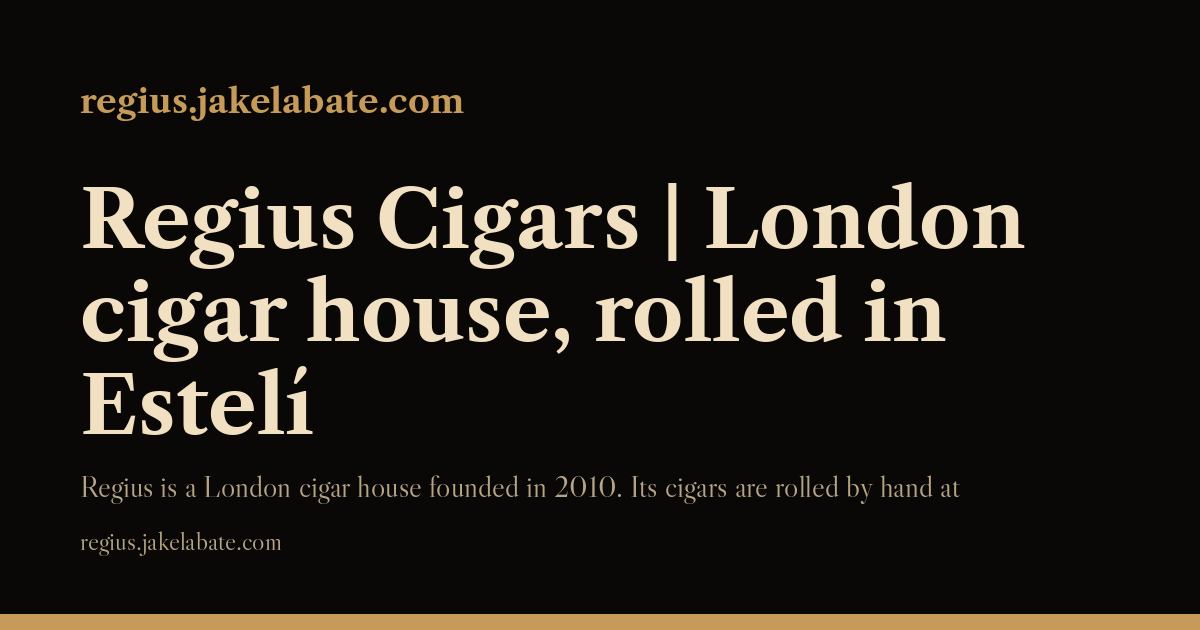 regius.jakelabate.com
Regius Cigars | London
cigar house, rolled in
Estelí
Regius is a London cigar house founded in 2010. Its cigars are rolled by hand at
regius.jakelabate.com